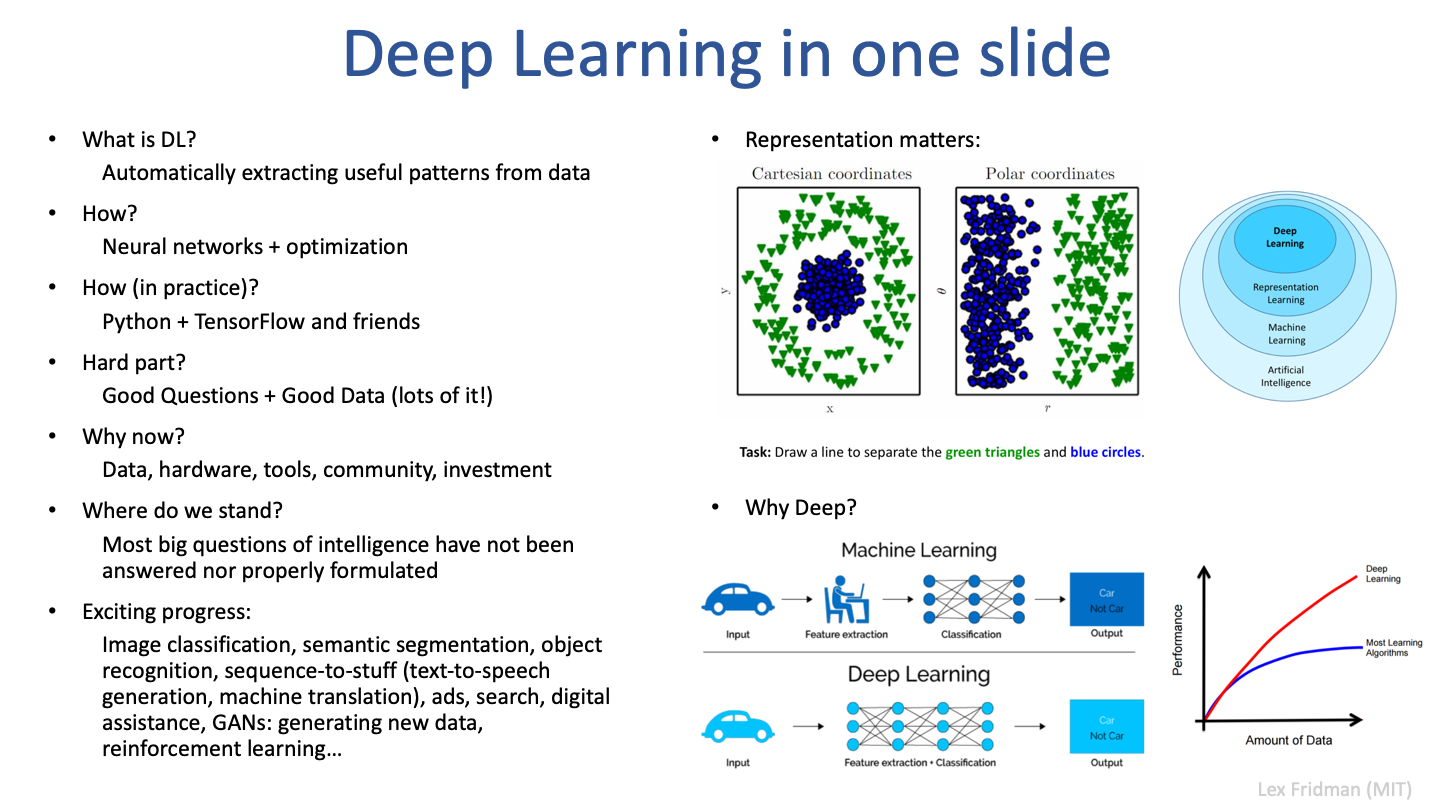 Deep Learning in one slide
• What is DL?
Automatically extracting useful patterns from data
• How?
Neural networks + optimization
• How (in practice)?
Python + TensorFlow and friends
• Hard part?
Good Questions + Good Data (lots of it!)
• Why now?
Data, hardware, tools, community, investment
• Where do we stand?
Most big questions of intelligence have not been
answered nor properly formulated
• Exciting progress:
Image classification, semantic segmentation, object
recognition, sequence-to-stuff (text-to-speech
generation, machine translation), ads, search, digital
assistance, GANs: generating new data,
reinforcement learning…
• Representation matters:
Cartesian coordinates
y
x
Polar coordinates
θ
r
Task: Draw a line to separate the green triangles and blue circles.
Deep
Learning
Representation
Learning
Machine
Learning
Artificial
Intelligence
• Why Deep?
Machine Learning
Car
Not Car
Input
Feature extraction
Classification
Output
Deep Learning
Car
Not Car
Input
Feature extraction + Classification
Output
Performance
Deep
Learning
Most Learning
Algorithms
Amount of Data
Lex Fridman (MIT)